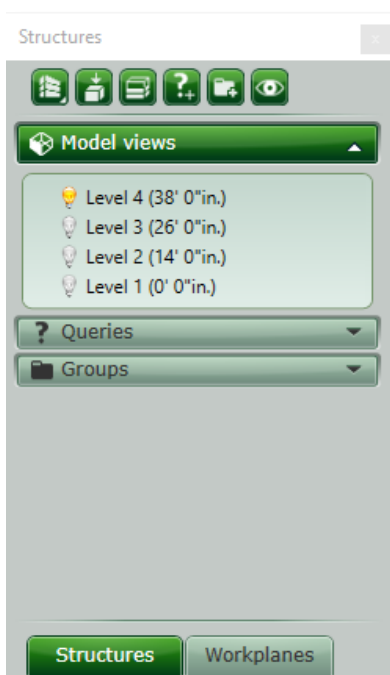 Structures
x
Model views
Level 4 (38' 0"in.)
Level 3 (26' 0"in.)
Level 2 (14' 0"in.)
Level 1 (0' 0"in.)
? Queries
Groups
Structures Workplanes